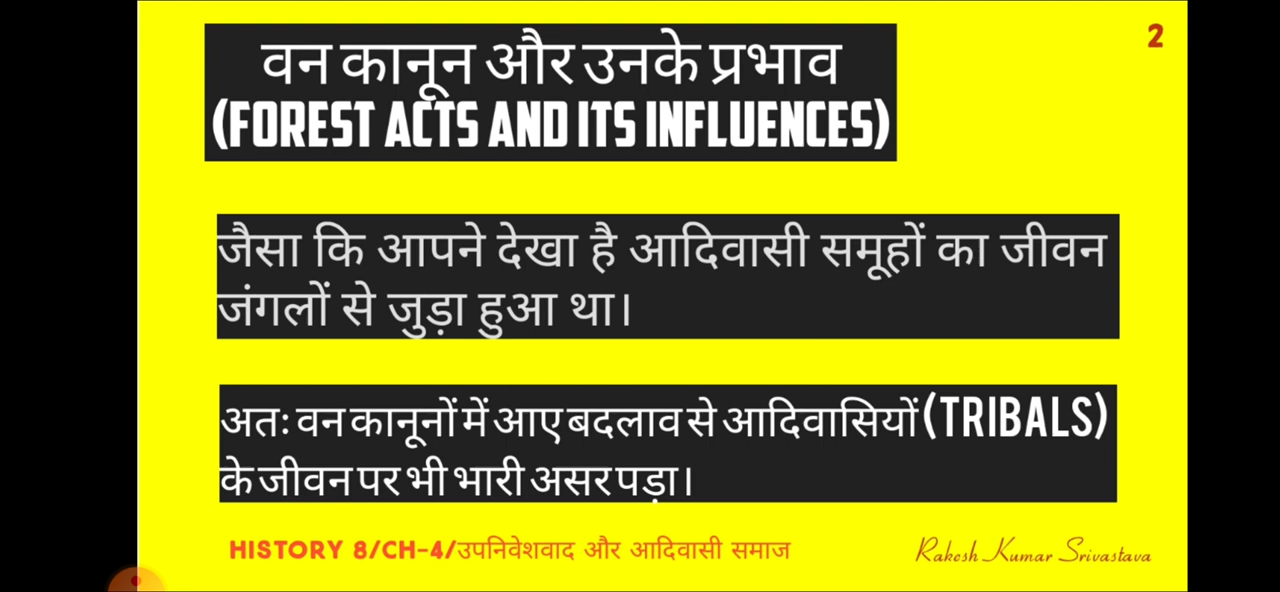 2
वन कानून और उनके प्रभाव
(FOREST ACTS AND ITS INFLUENCES)
जैसा कि आपने देखा है आदिवासी समूहों का जीवन
जंगलों से जुड़ा हुआ था।
अतः वन कानूनों में आए बदलाव से आदिवासियों (TRIBALS)
के जीवन पर भी भारी असर पड़ा।
HISTORY 8/CH-4/उपनिवेशवाद और आदिवासी समाज
Rakesh Kumar Srivastava